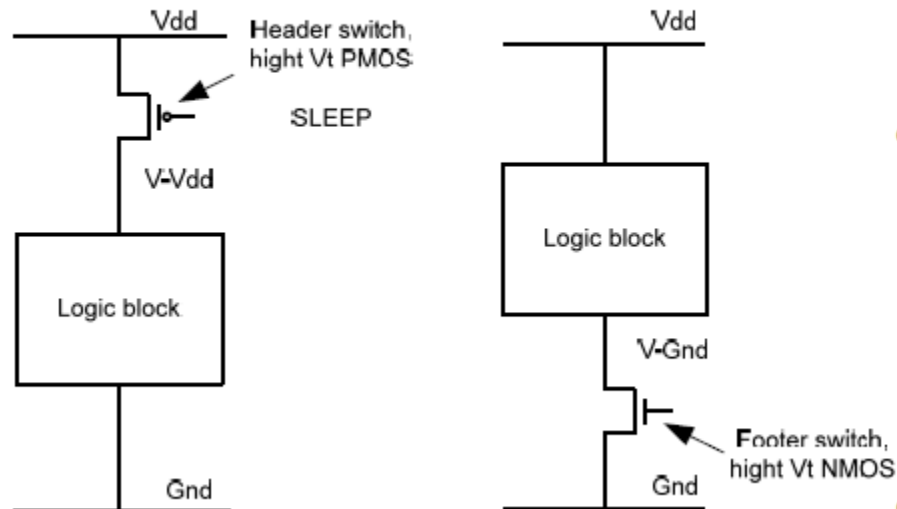 Vdd
Header switch,
hight Vt PMOS
SLEEP
V-Vdd
Logic block
Gnd
Vdd
Logic block
V-Gnd
Footer switch,
hight Vt NMOS
Gnd